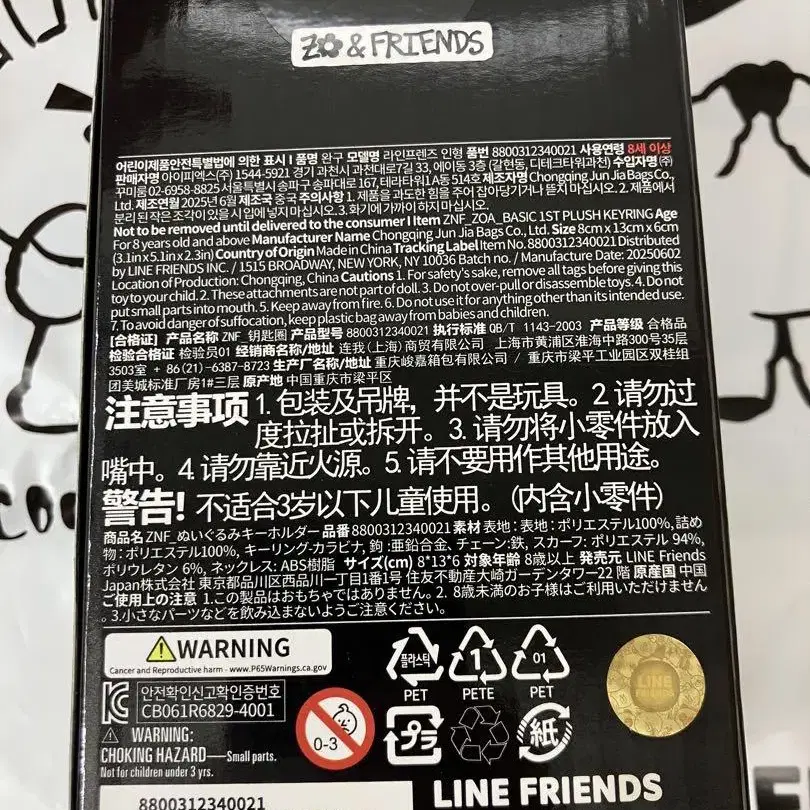 ZO & FRIENDS
어린이제품안전특별법에 의한 표시 I 품명 완구 모델명 라인프렌즈 인형 품번 8800312340021 사용연령 8세 이상
판매자명 아이피엑스(주) 1544-5921 경기 과천시 과천대로7길 33, 에이동 3층 (갈현동, 디테크타워과천) 수입자명 (주)
꾸미룸 02-6958-8825 서울특별시 송파구 송파대로 167, 테라타워1A동 514호 제조자명 Chongqing Jun Jia Bags Co.,
Ltd. 제조연월 2025년 6월 제조국 중국 주의사항 1. 제품을 과도한 힘을 주어 잡아당기거나 뜯지 마십시오. 2. 제품에서
분리된 작은 조각이 있을 시 입에 넣지 마십시오. 3. 화기에 가까이 하지 마십시오.
Not to be removed until delivered to the consumer I Item ZNF_ZOA_BASIC 1ST PLUSH KEYRING Age
For 8 years old and above Manufacturer Name Chongqing Jun Jia Bags Co., Ltd. Size 8cm x 13cm x 6cm
(3.1in x 5.1in x 2.3in) Country of Origin Made in China Tracking Label Item No. 8800312340021 Distributed
by LINE FRIENDS INC. / 1515 BROADWAY, NEW YORK, NY 10036 Batch no. / Manufacture Date: 20250602
Location of Production: Chongqing, China Cautions 1. For safety's sake, remove all tags before giving this
toy to your child. 2. These attachments are not part of doll. 3. Do not over-pull or disassemble toys. 4. Do not
put small parts into mouth. 5. Keep away from fire. 6. Do not use it for anything other than its intended use.
7. To avoid danger of suffocation, keep plastic bag away from babies and children.
[合格证] 产品名称 ZNF_钥匙圈 产品型号 8800312340021 执行标准 QB/T 1143-2003 产品等级 合格品
检验合格证 检验员01 经销商名称/地址 连我(上海)商贸有限公司 / 上海市黄浦区淮海中路300号35层
3503室 + 86 (21)-6387-8723 生产厂名称/地址 重庆峻嘉箱包有限公司 / 重庆市梁平工业园区双桂组
团美城标准厂房1#三层 原产地 中国重庆市梁平区
注意事项 1. 包装及吊牌，并不是玩具。2. 请勿过
度拉扯或拆开。3. 请勿将小零件放入
嘴中。4. 请勿靠近火源。5. 请不要用作其他用途。
警告! 不适合3岁以下儿童使用。(内含小零件)
商品名 ZNF_ぬいぐるみキーホルダー 品番 8800312340021 素材 表地 : 表地 : ポリエステル100%, 詰め
物 : ポリエステル100%, キーリング-カラビナ, 鉤 : 亜鉛合金, チェーン : 鉄, スカーフ : ポリエステル 94%,
ポリウレタン 6%, ネックレス: ABS樹脂 サイズ(cm) 8*13*6 対象年齢 8歳以上 発売元 LINE Friends
Japan株式会社 東京都品川区西品川一丁目1番1号 住友不動産大崎ガーデンタワー22 階 原産国 中国
ご使用上の注意 1.この製品はおもちゃではありません。2. 8歳未満のお子様はご利用いただけません
。3.小さなパーツなどを飲み込まないようご注意ください。
WARNING
Cancer and Reproductive harm - www.P65Warnings.ca.gov
안전확인신고확인증번호
CB061R6829-4001
WARNING:
CHOKING HAZARD—Small parts.
Not for children under 3 yrs.
0-3
플라스틱
PET
1
PETE
01
PET
プラ
紙
LINE
FRIENDS
LINE FRIENDS
8800312340021